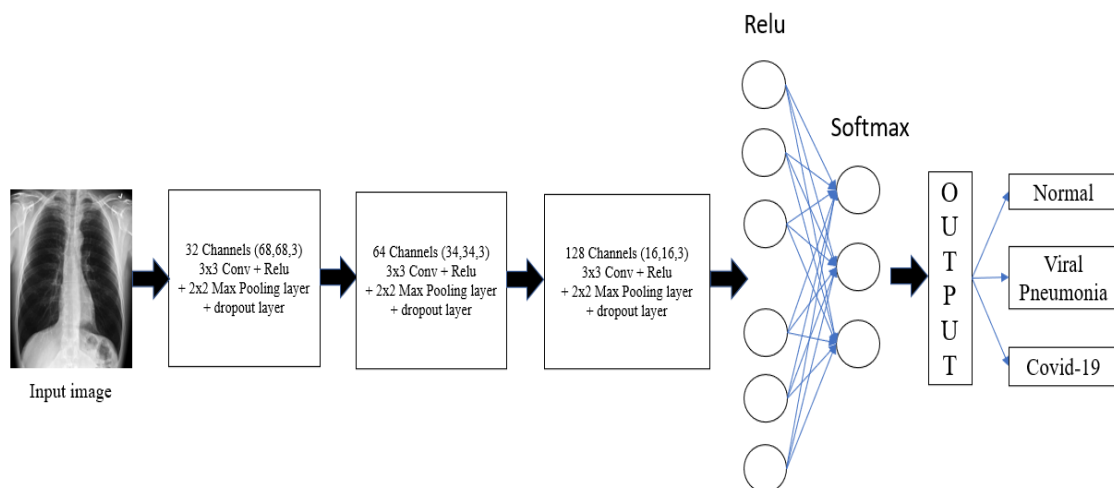 Relu
Softmax
32 Channels (68,68,3)
3x3 Conv + Relu
+ 2x2 Max Pooling layer
+ dropout layer
64 Channels (34,34,3)
3x3 Conv + Relu
+ 2x2 Max Pooling layer
+ dropout layer
128 Channels (16,16,3)
3x3 Conv + Relu
+ 2x2 Max Pooling layer
+ dropout layer
O
U
T
P
U
T
Normal
Viral
Pneumonia
Covid-19
Input image